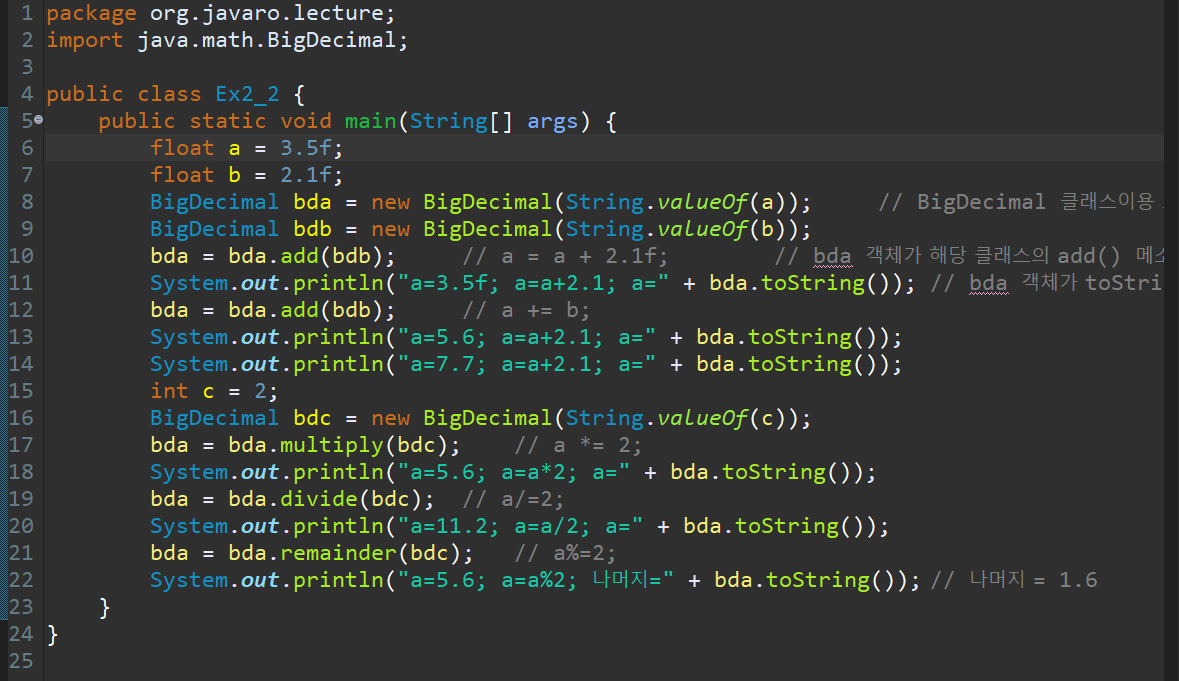 1 package org.javaro.lecture;
2 import java.math.BigDecimal;
3
4 public class Ex2_2 {
5     public static void main(String[] args) {
6         float a = 3.5f;
7         float b = 2.1f;
8         BigDecimal bda = new BigDecimal(String.valueOf(a));     // BigDecimal 클래스이용
9         BigDecimal bdb = new BigDecimal(String.valueOf(b));
10         bda = bda.add(bdb);     // a = a + 2.1f;        // bda 객체가 해당 클래스의 add() 메소
11         System.out.println("a=3.5f; a=a+2.1; a=" + bda.toString()); // bda 객체가 toStri
12         bda = bda.add(bdb);     // a += b;
13         System.out.println("a=5.6; a=a+2.1; a=" + bda.toString());
14         System.out.println("a=7.7; a=a+2.1; a=" + bda.toString());
15         int c = 2;
16         BigDecimal bdc = new BigDecimal(String.valueOf(c));
17         bda = bda.multiply(bdc);    // a *= 2;
18         System.out.println("a=5.6; a=a*2; a=" + bda.toString());
19         bda = bda.divide(bdc);  // a/=2;
20         System.out.println("a=11.2; a=a/2; a=" + bda.toString());
21         bda = bda.remainder(bdc);   // a%=2;
22         System.out.println("a=5.6; a=a%2; 나머지=" + bda.toString()); // 나머지 = 1.6
23     }
24 }
25